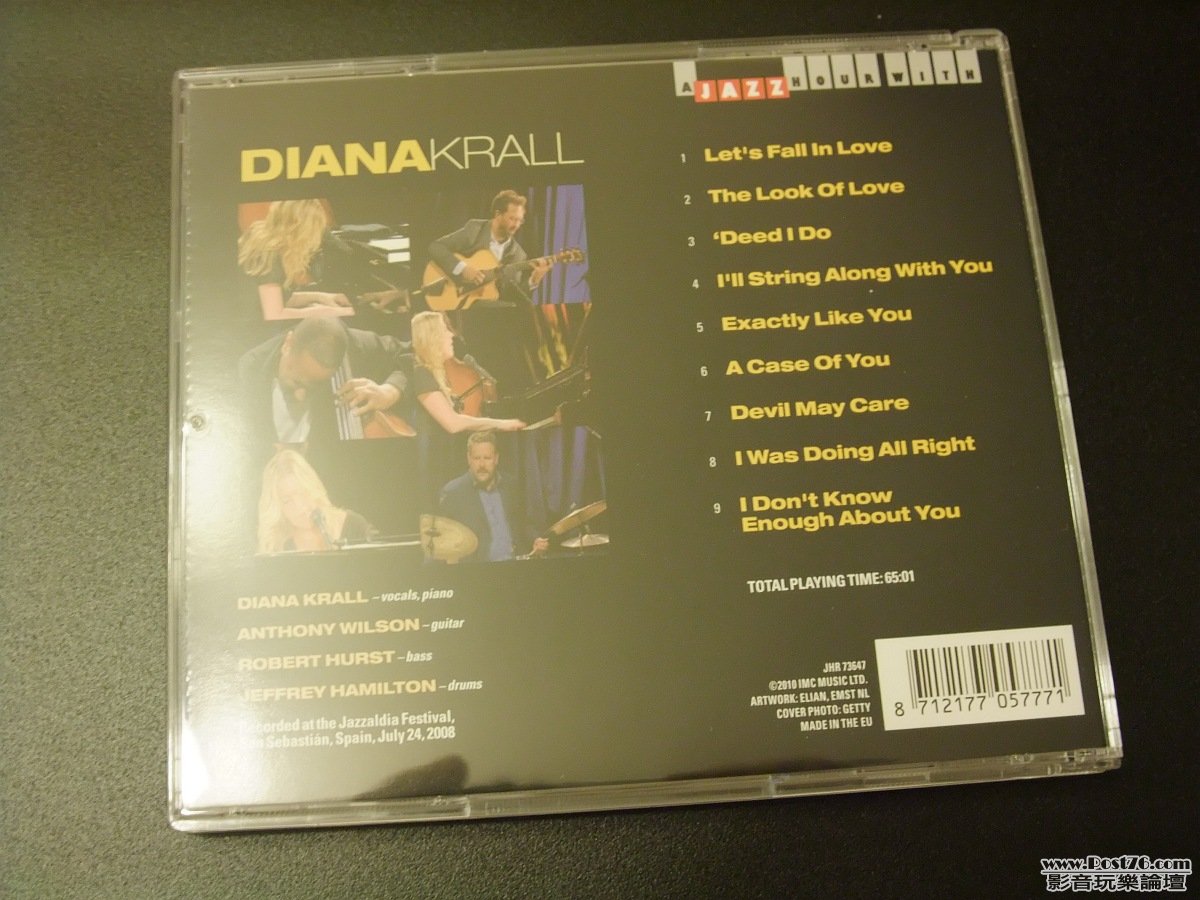 A JAZZ HOUR WITH
DIANAKRALL
1 Let's Fall In Love
2 The Look Of Love
3 ‘Deed I Do
4 I'll String Along With You
5 Exactly Like You
6 A Case Of You
7 Devil May Care
8 I Was Doing All Right
9 I Don't Know
Enough About You
TOTAL PLAYING TIME: 65:01
DIANA KRALL – vocals, piano
ANTHONY WILSON – guitar
ROBERT HURST – bass
JEFFREY HAMILTON – drums
Recorded at the Jazzaldia Festival,
San Sebastián, Spain, July 24, 2008
JHR 73647
©2010 IMC MUSIC LTD.
ARTWORK: ELIAN, EMST NL
COVER PHOTO: GETTY
MADE IN THE EU
8 712177 057771
www.Post76.com
影音玩樂論壇